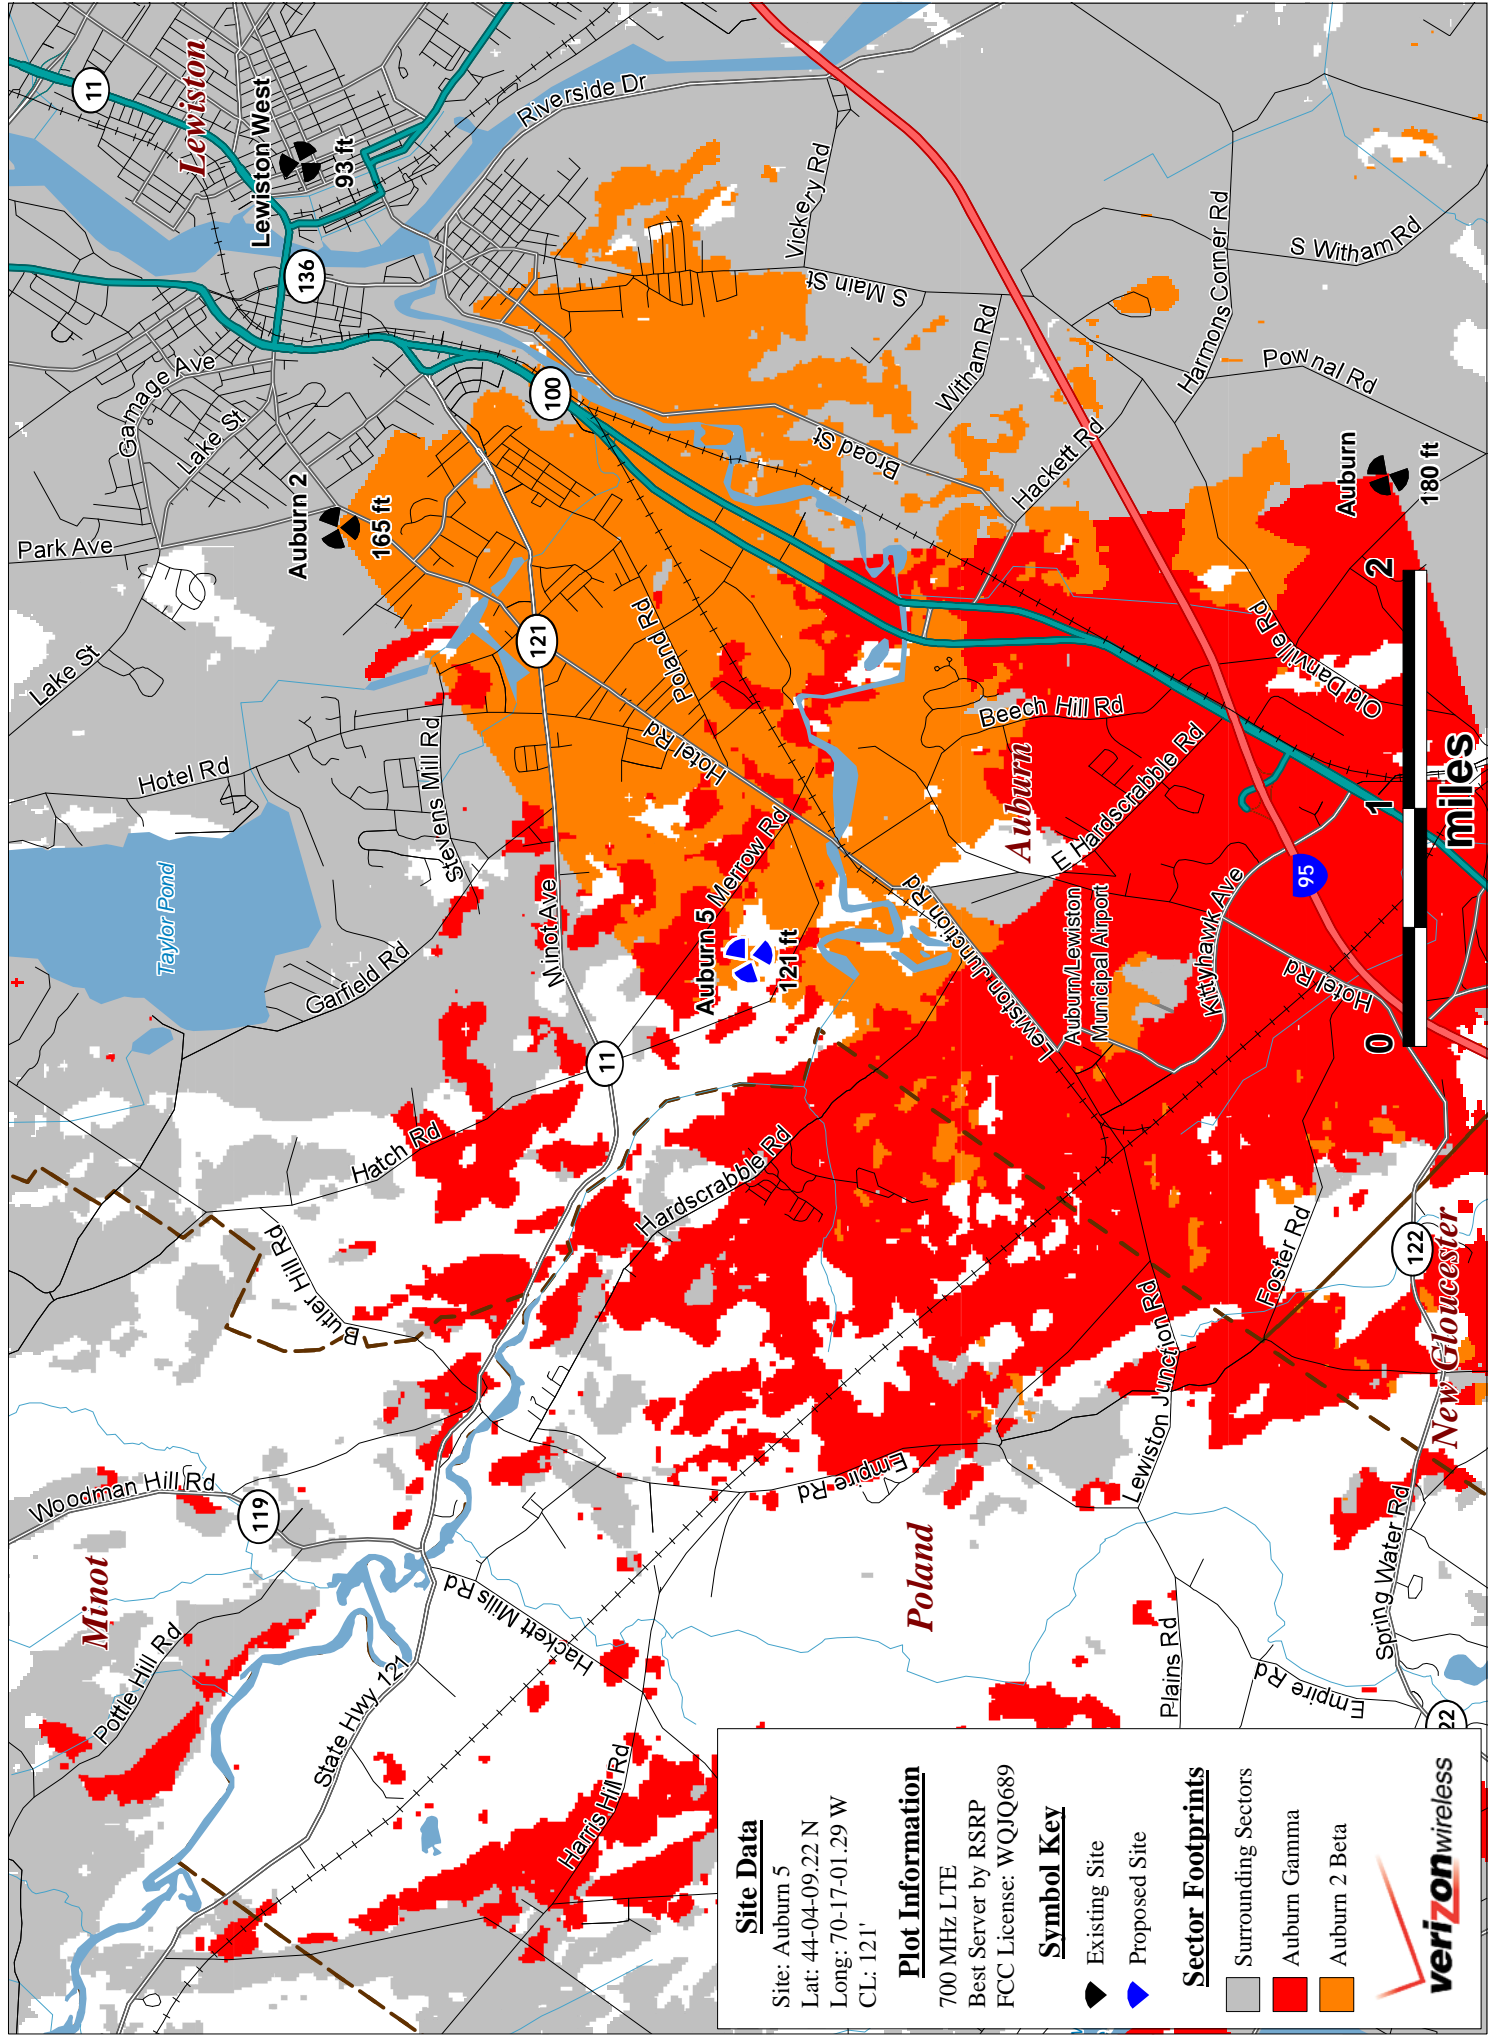 Minot
Pottle Hill Rd
Woodman Hill Rd
119
State Hwy 121
Hackett Mills Rd
Harris Hill Rd
Butler Hill Rd
Hatch Rd
Hardscrabble Rd
Empire Rd
Poland
Plains Rd
Empire Rd
Lewiston Junction Rd
Foster Rd
Spring Water Rd
122
22
New Gloucester
Taylor Pond
Garfield Rd
Hotel Rd
Lake St
Stevens Mill Rd
Minot Ave
11
121
Auburn 5
121 ft
Merrow Rd
Hotel Rd
Poland Rd
Lewiston Junction Rd
Auburn/Lewiston
Municipal Airport
Kittyhawk Ave
Hotel Rd
E Hardscrabble Rd
Auburn
Beech Hill Rd
95
Old Danville Rd
Park Ave
Auburn 2
165 ft
Lake St
Gamage Ave
Lewiston
11
Lewiston West
93 ft
136
100
Riverside Dr
Vickery Rd
S Main St
Broad St
Witham Rd
Hackett Rd
Harmons Corner Rd
S Witham Rd
Pownal Rd
Auburn
180 ft
0
1
2
miles
Site Data
Site: Auburn 5
Lat: 44-04-09.22 N
Long: 70-17-01.29 W
CL: 121'
Plot Information
700 MHz LTE
Best Server by RSRP
FCC License: WQJQ689
Symbol Key
Existing Site
Proposed Site
Sector Footprints
Surrounding Sectors
Auburn Gamma
Auburn 2 Beta
verizonwireless